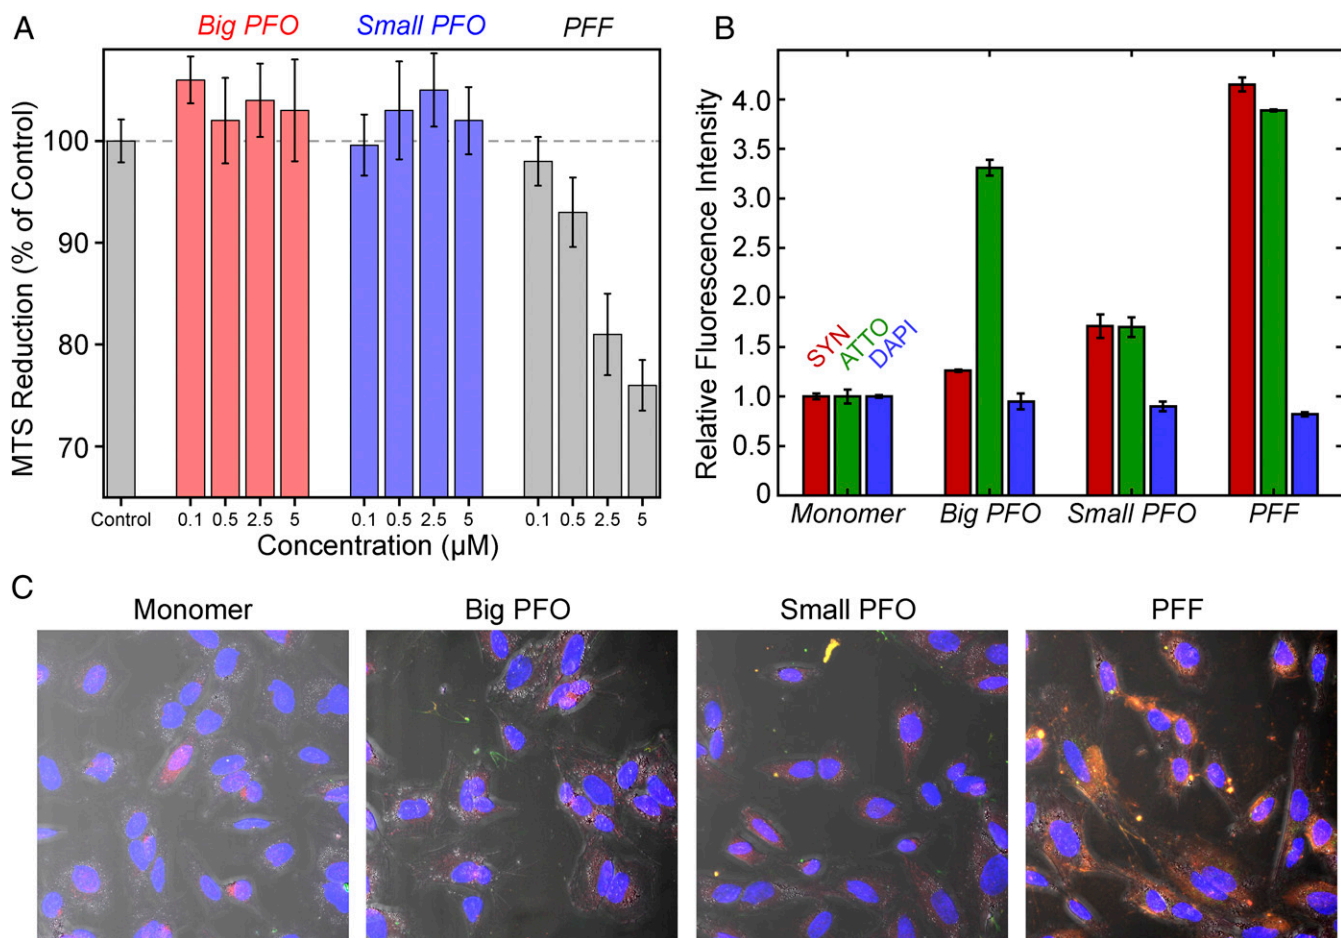 A
Big PFO Small PFO PFF
MTS Reduction (% of Control)
100
90
80
70
Control 0.1 0.5 2.5 5 0.1 0.5 2.5 5 0.1 0.5 2.5 5
Concentration (µM)
B
Relative Fluorescence Intensity
4.0
3.5
3.0
2.5
2.0
1.5
1.0
0.5
0
SYN
ATTO
DAPI
Monomer Big PFO Small PFO PFF
C
Monomer Big PFO Small PFO PFF